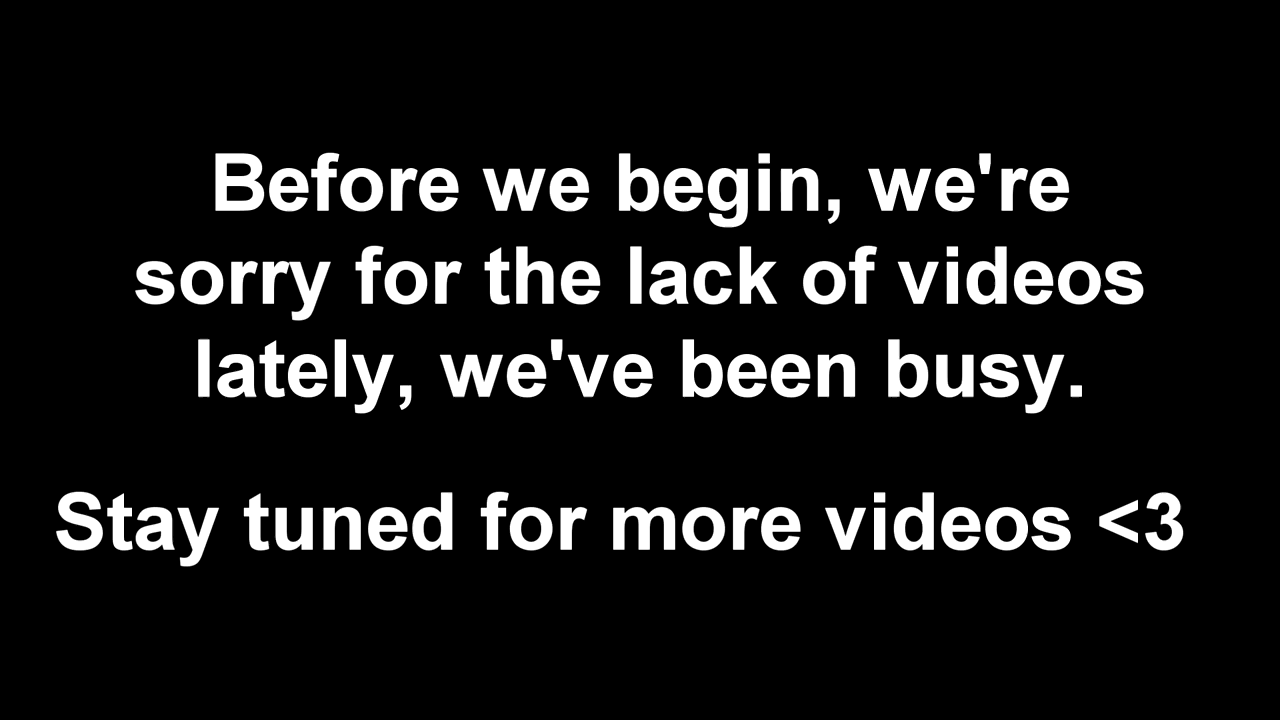 Before we begin, we're
sorry for the lack of videos
lately, we've been busy.
Stay tuned for more videos <3